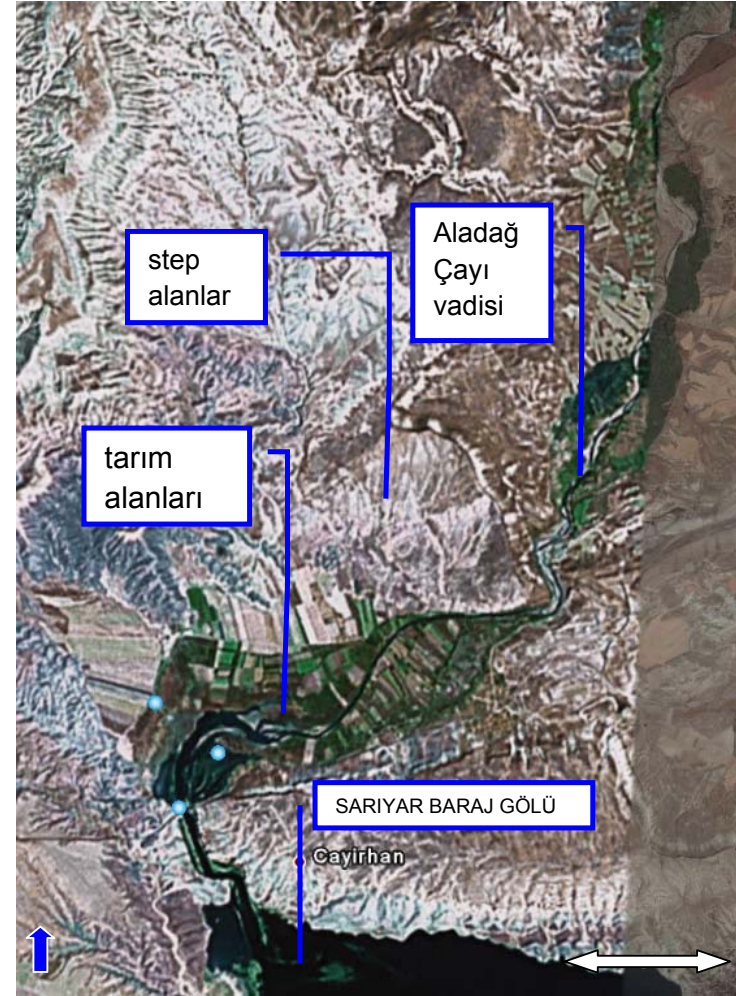 Aladağ
Çayı
vadisi
step
alanlar
tarım
alanları
SARIYAR BARAJ GÖLÜ
Cayirhan